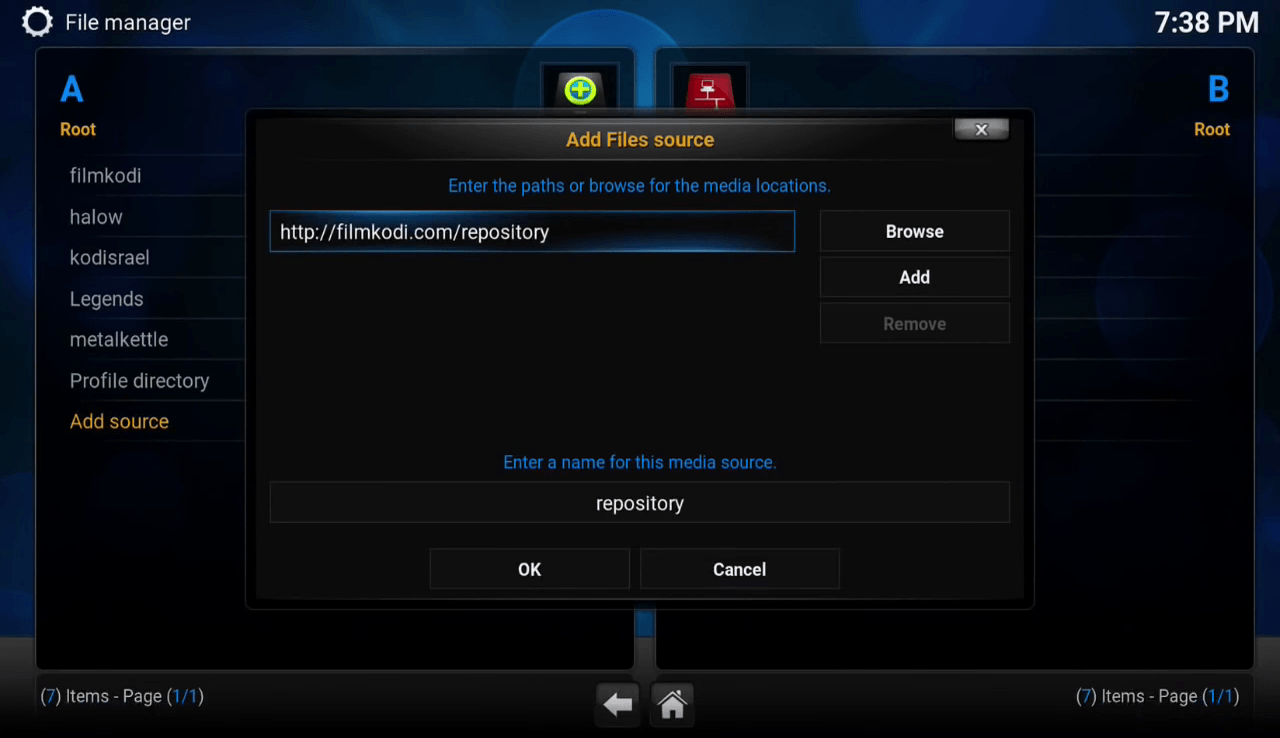 File manager
7:38 PM
A
B
Root
Root
filmkodi
halow
kodisrael
Legends
metalkettle
Profile directory
Add source
Add Files source
Enter the paths or browse for the media locations.
http://filmkodi.com/repository
Browse
Add
Remove
Enter a name for this media source.
repository
OK
Cancel
(7) Items - Page (1/1)
(7) Items - Page (1/1)